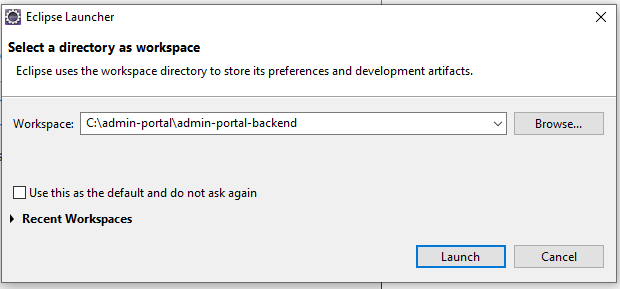 Eclipse Launcher
Select a directory as workspace
Eclipse uses the workspace directory to store its preferences and development artifacts.
Workspace: C:\admin-portal\admin-portal-backend Browse...
Use this as the default and do not ask again
Recent Workspaces
Launch Cancel